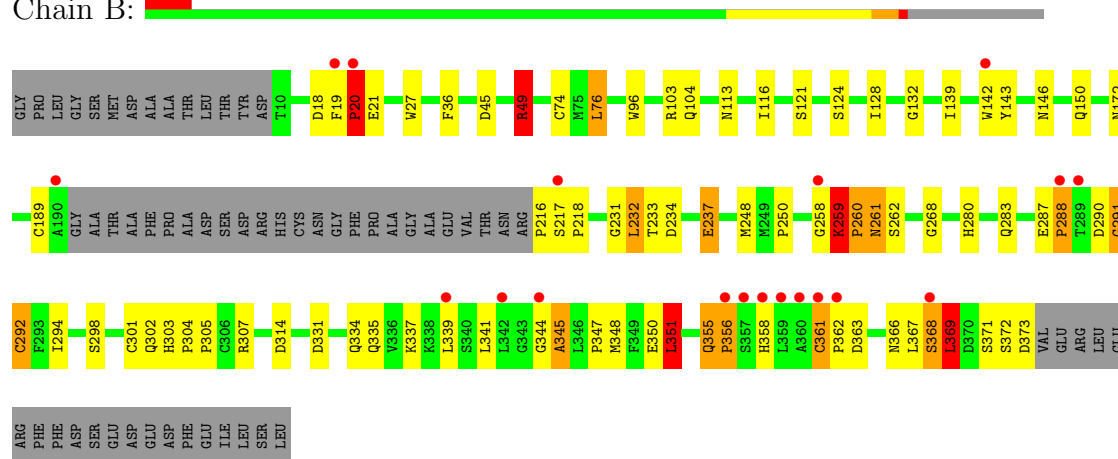 Chain B:
GLY PRO LEU GLY SER MET ASP ALA ALA THR LEU THR TYR ASP T10 D18 F19 P20 E21 W27 F36 D45 R49 C74 M75 L76 W96 R103 Q104 N113 I116 S121 S124 I128 G132 I139 W142 Y143 N146 Q150
C189 A190 GLY ALA THR ALA PHE PRO ALA ASP SER ASP ARG HIS CYS ASN GLY PHE PRO ALA GLY ALA GLU VAL THR ASN ARG P216 S217 P218 G231 L232 T233 D234 E237 M248 M249 P250 G258 K259 P260 N261 S262 G268 H280 Q283 E287 P288 T289 D290
C292 F293 I294 S298 C301 Q302 H303 P304 P305 C306 R307 D314 D331 Q334 Q335 V336 K337 K338 L339 S340 L341 L342 G343 G344 A345 L346 P347 M348 F349 E350 L351 Q355 P356 S357 H358 L359 A360 C361 P362 D363 N366 L367 S368 L369 D370 S371 S372 D373 VAL GLU ARG LEU
ARG PHE PHE ASP SER GLU ASP GLU ASP PHE GLU ILE LEU SER LEU